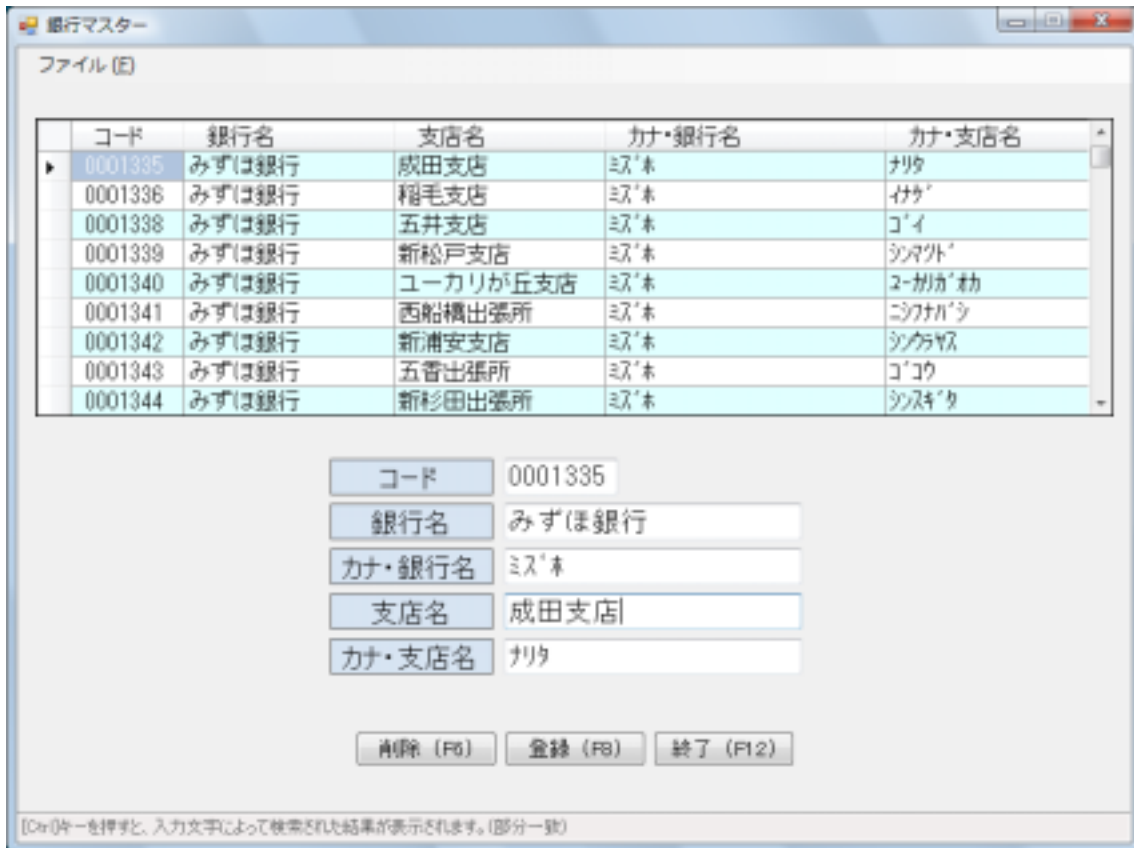 銀行マスター
ファイル(F)
コード 銀行名 支店名 カナ・銀行名 カナ・支店名
0001335 みずほ銀行 成田支店 ﾐｽﾞﾎ ﾅﾘﾀ
0001336 みずほ銀行 稲毛支店 ﾐｽﾞﾎ ｲﾅｹﾞ
0001338 みずほ銀行 五井支店 ﾐｽﾞﾎ ｺﾞｲ
0001339 みずほ銀行 新松戸支店 ﾐｽﾞﾎ ｼﾝﾏﾂﾄﾞ
0001340 みずほ銀行 ユーカリが丘支店 ﾐｽﾞﾎ ﾕｰｶﾘｶﾞｵｶ
0001341 みずほ銀行 西船橋出張所 ﾐｽﾞﾎ ﾆｼﾌﾅﾊﾞｼ
0001342 みずほ銀行 新浦安支店 ﾐｽﾞﾎ ｼﾝｳﾗﾔｽ
0001343 みずほ銀行 五香出張所 ﾐｽﾞﾎ ｺﾞｺｳ
0001344 みずほ銀行 新杉田出張所 ﾐｽﾞﾎ ｼﾝｽｷﾞﾀ
コード 0001335
銀行名 みずほ銀行
カナ・銀行名 ﾐｽﾞﾎ
支店名 成田支店
カナ・支店名 ﾅﾘﾀ
削除 (F6) 登録 (F8) 終了 (F12)
[Ctrl]キーを押すと、入力文字によって検索された結果が表示されます。(部分一致)